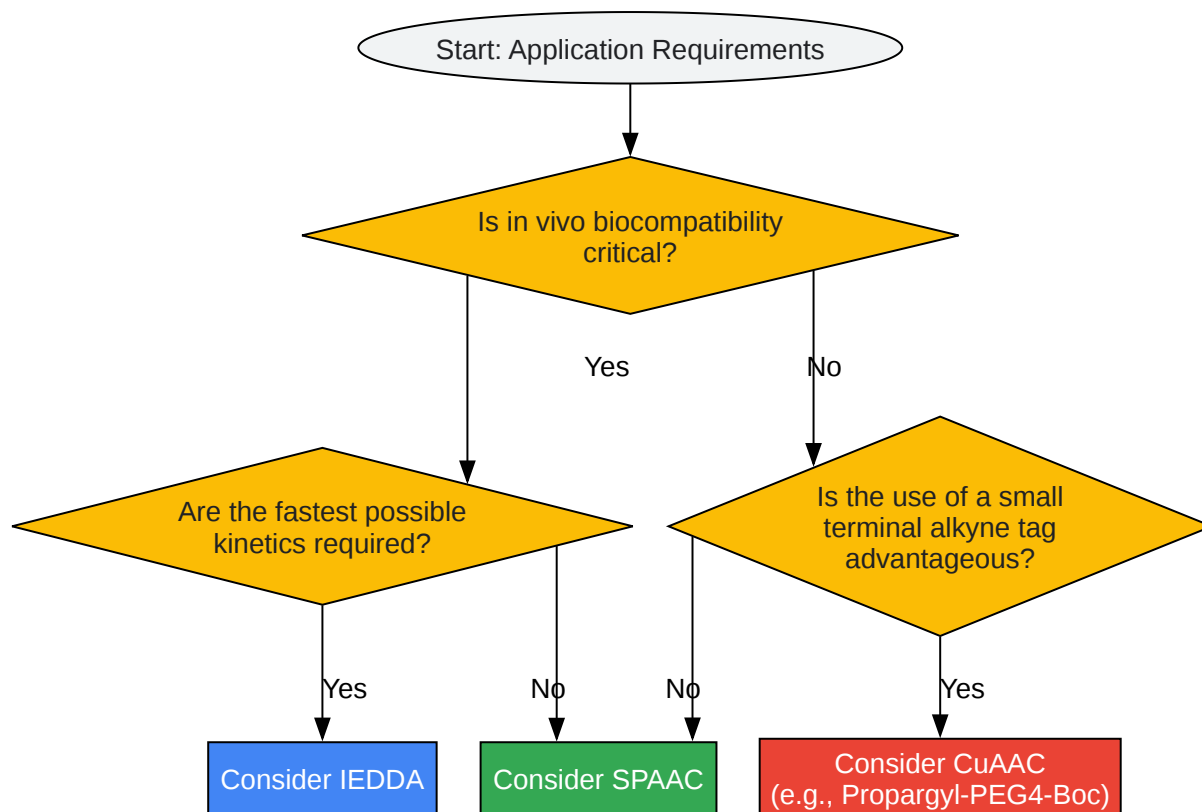 Start: Application Requirements
Is in vivo biocompatibility
critical?
Yes
No
Are the fastest possible
kinetics required?
Is the use of a small
terminal alkyne tag
advantageous?
Yes
No
No
Yes
Consider IEDDA
Consider SPAAC
Consider CuAAC
(e.g., Propargyl-PEG4-Boc)